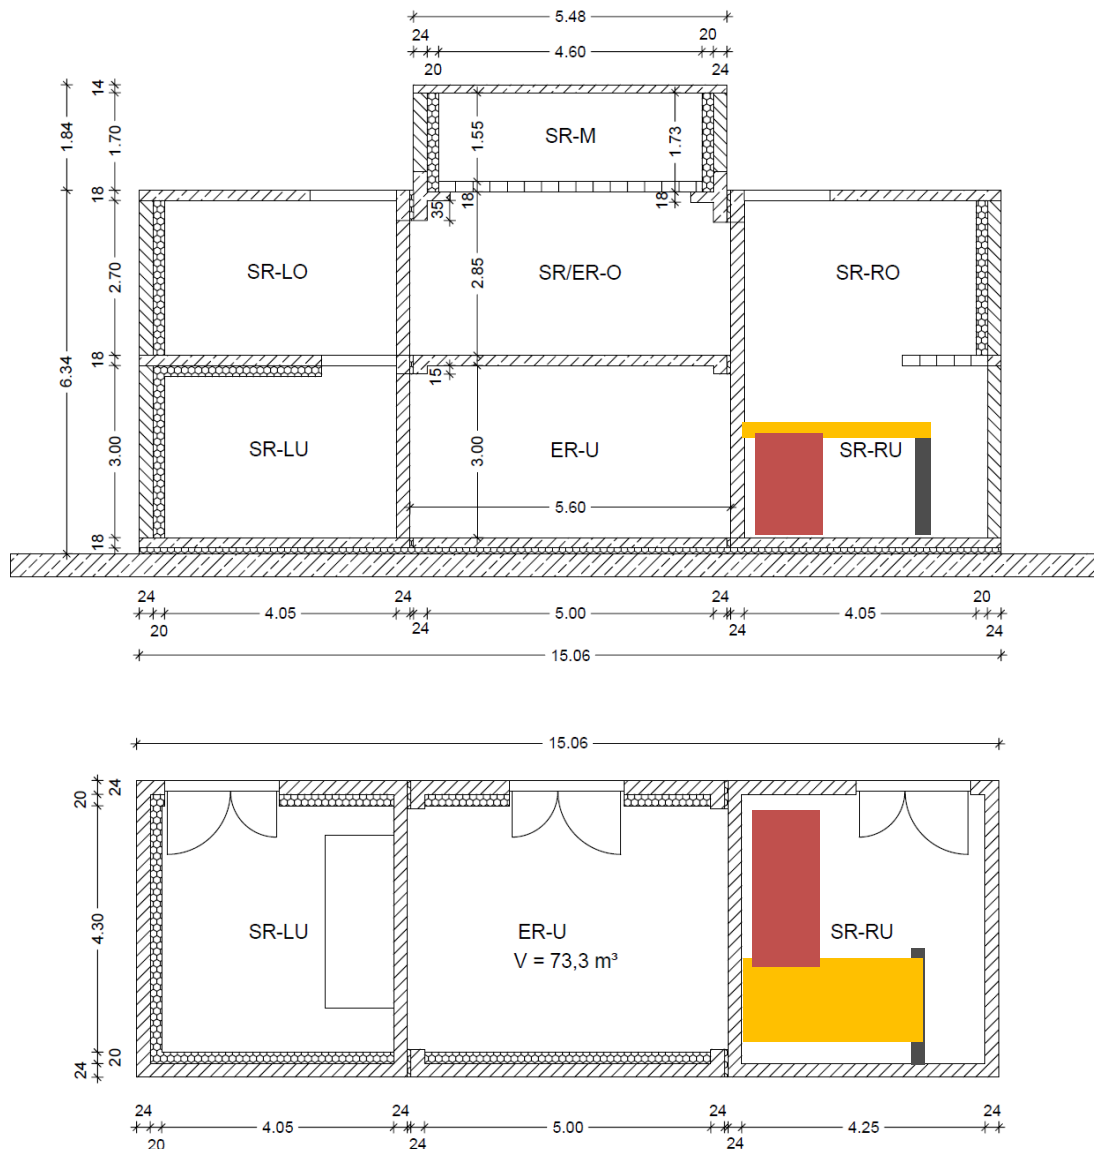 5.48
24 20
4.60
20 24
14
1.84 1.70 1.55 SR-M 1.73
18 35 18 18
SR-LO SR/ER-O SR-RO
2.70 2.85
6.34 18 15
SR-LU ER-U SR-RU
3.00 3.00
5.60
18
24 4.05 24 5.00 24 4.05 20
20 24 24 24
15.06
15.06
20 24
SR-LU ER-U SR-RU
4.30 V = 73,3 m³
24 20
24 24 24 24
4.05 5.00 4.25
20 24 24